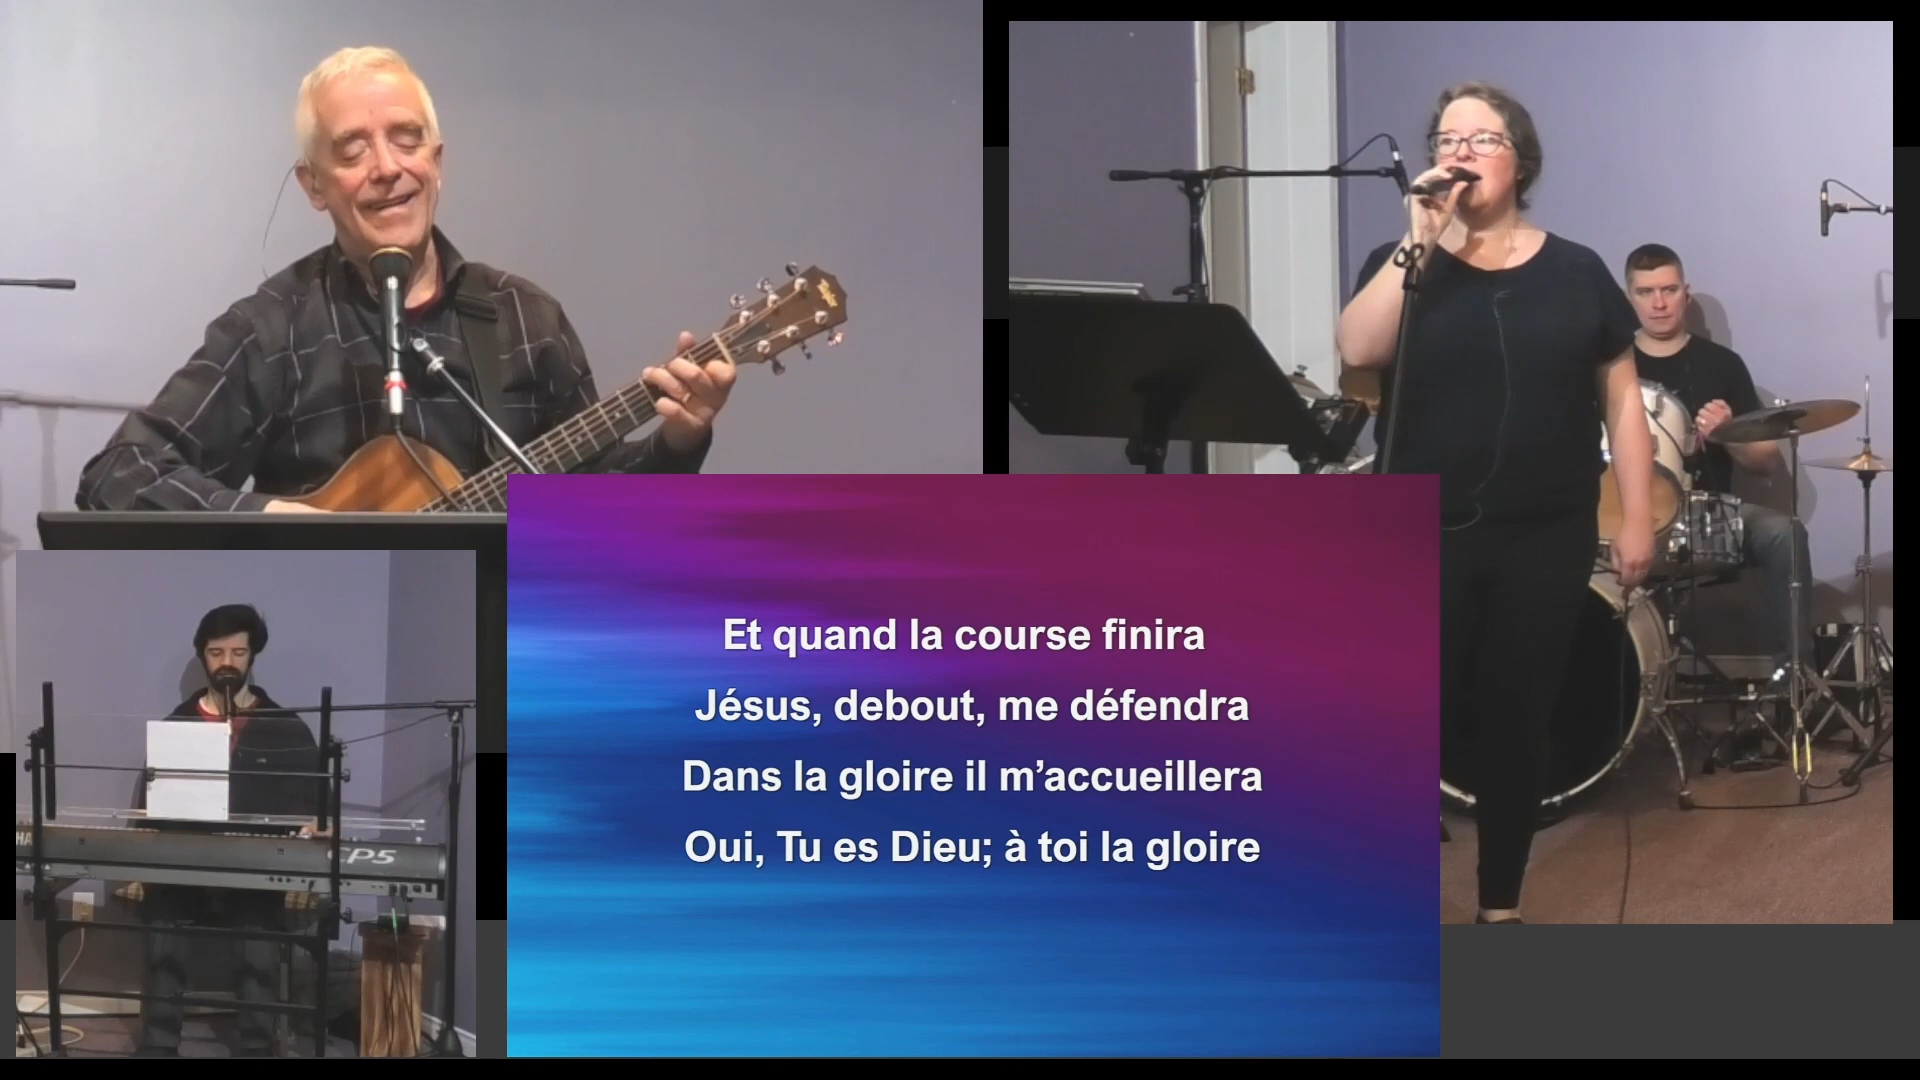 Et quand la course finira
Jésus, debout, me défendra
Dans la gloire il m’accueillera
Oui, Tu es Dieu; à toi la gloire
CP5